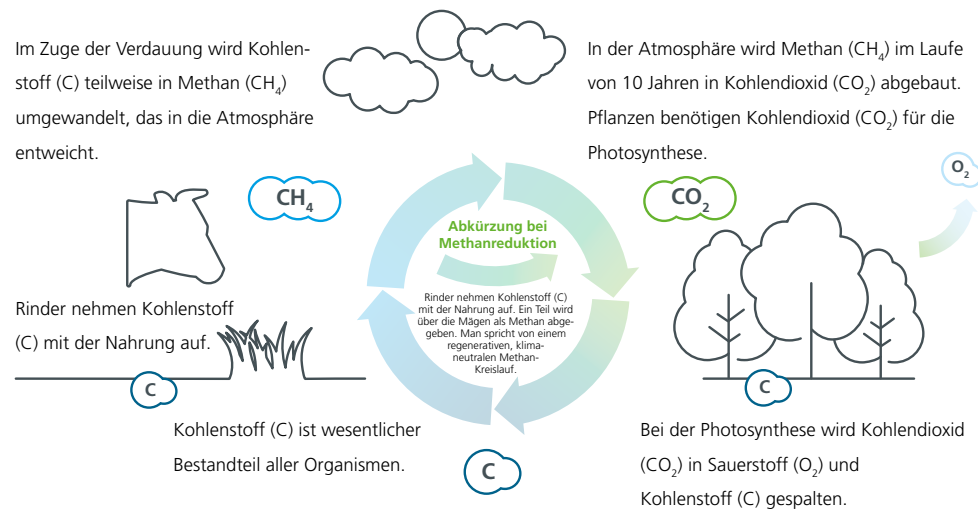 Im Zuge der Verdauung wird Kohlen-
stoff (C) teilweise in Methan (CH₄)
umgewandelt, das in die Atmosphäre
entweicht.
In der Atmosphäre wird Methan (CH₄) im Laufe
von 10 Jahren in Kohlendioxid (CO₂) abgebaut.
Pflanzen benötigen Kohlendioxid (CO₂) für die
Photosynthese.
O₂
CH₄
CO₂
Abkürzung bei
Methanreduktion
Rinder nehmen Kohlenstoff (C)
mit der Nahrung auf. Ein Teil wird
über die Mägen als Methan abge-
geben. Man spricht von einem
regenerativen, klima-
neutralen Methan-
Kreislauf.
Rinder nehmen Kohlenstoff
(C) mit der Nahrung auf.
C
C
Kohlenstoff (C) ist wesentlicher
Bestandteil aller Organismen.
C
Bei der Photosynthese wird Kohlendioxid
(CO₂) in Sauerstoff (O₂) und
Kohlenstoff (C) gespalten.